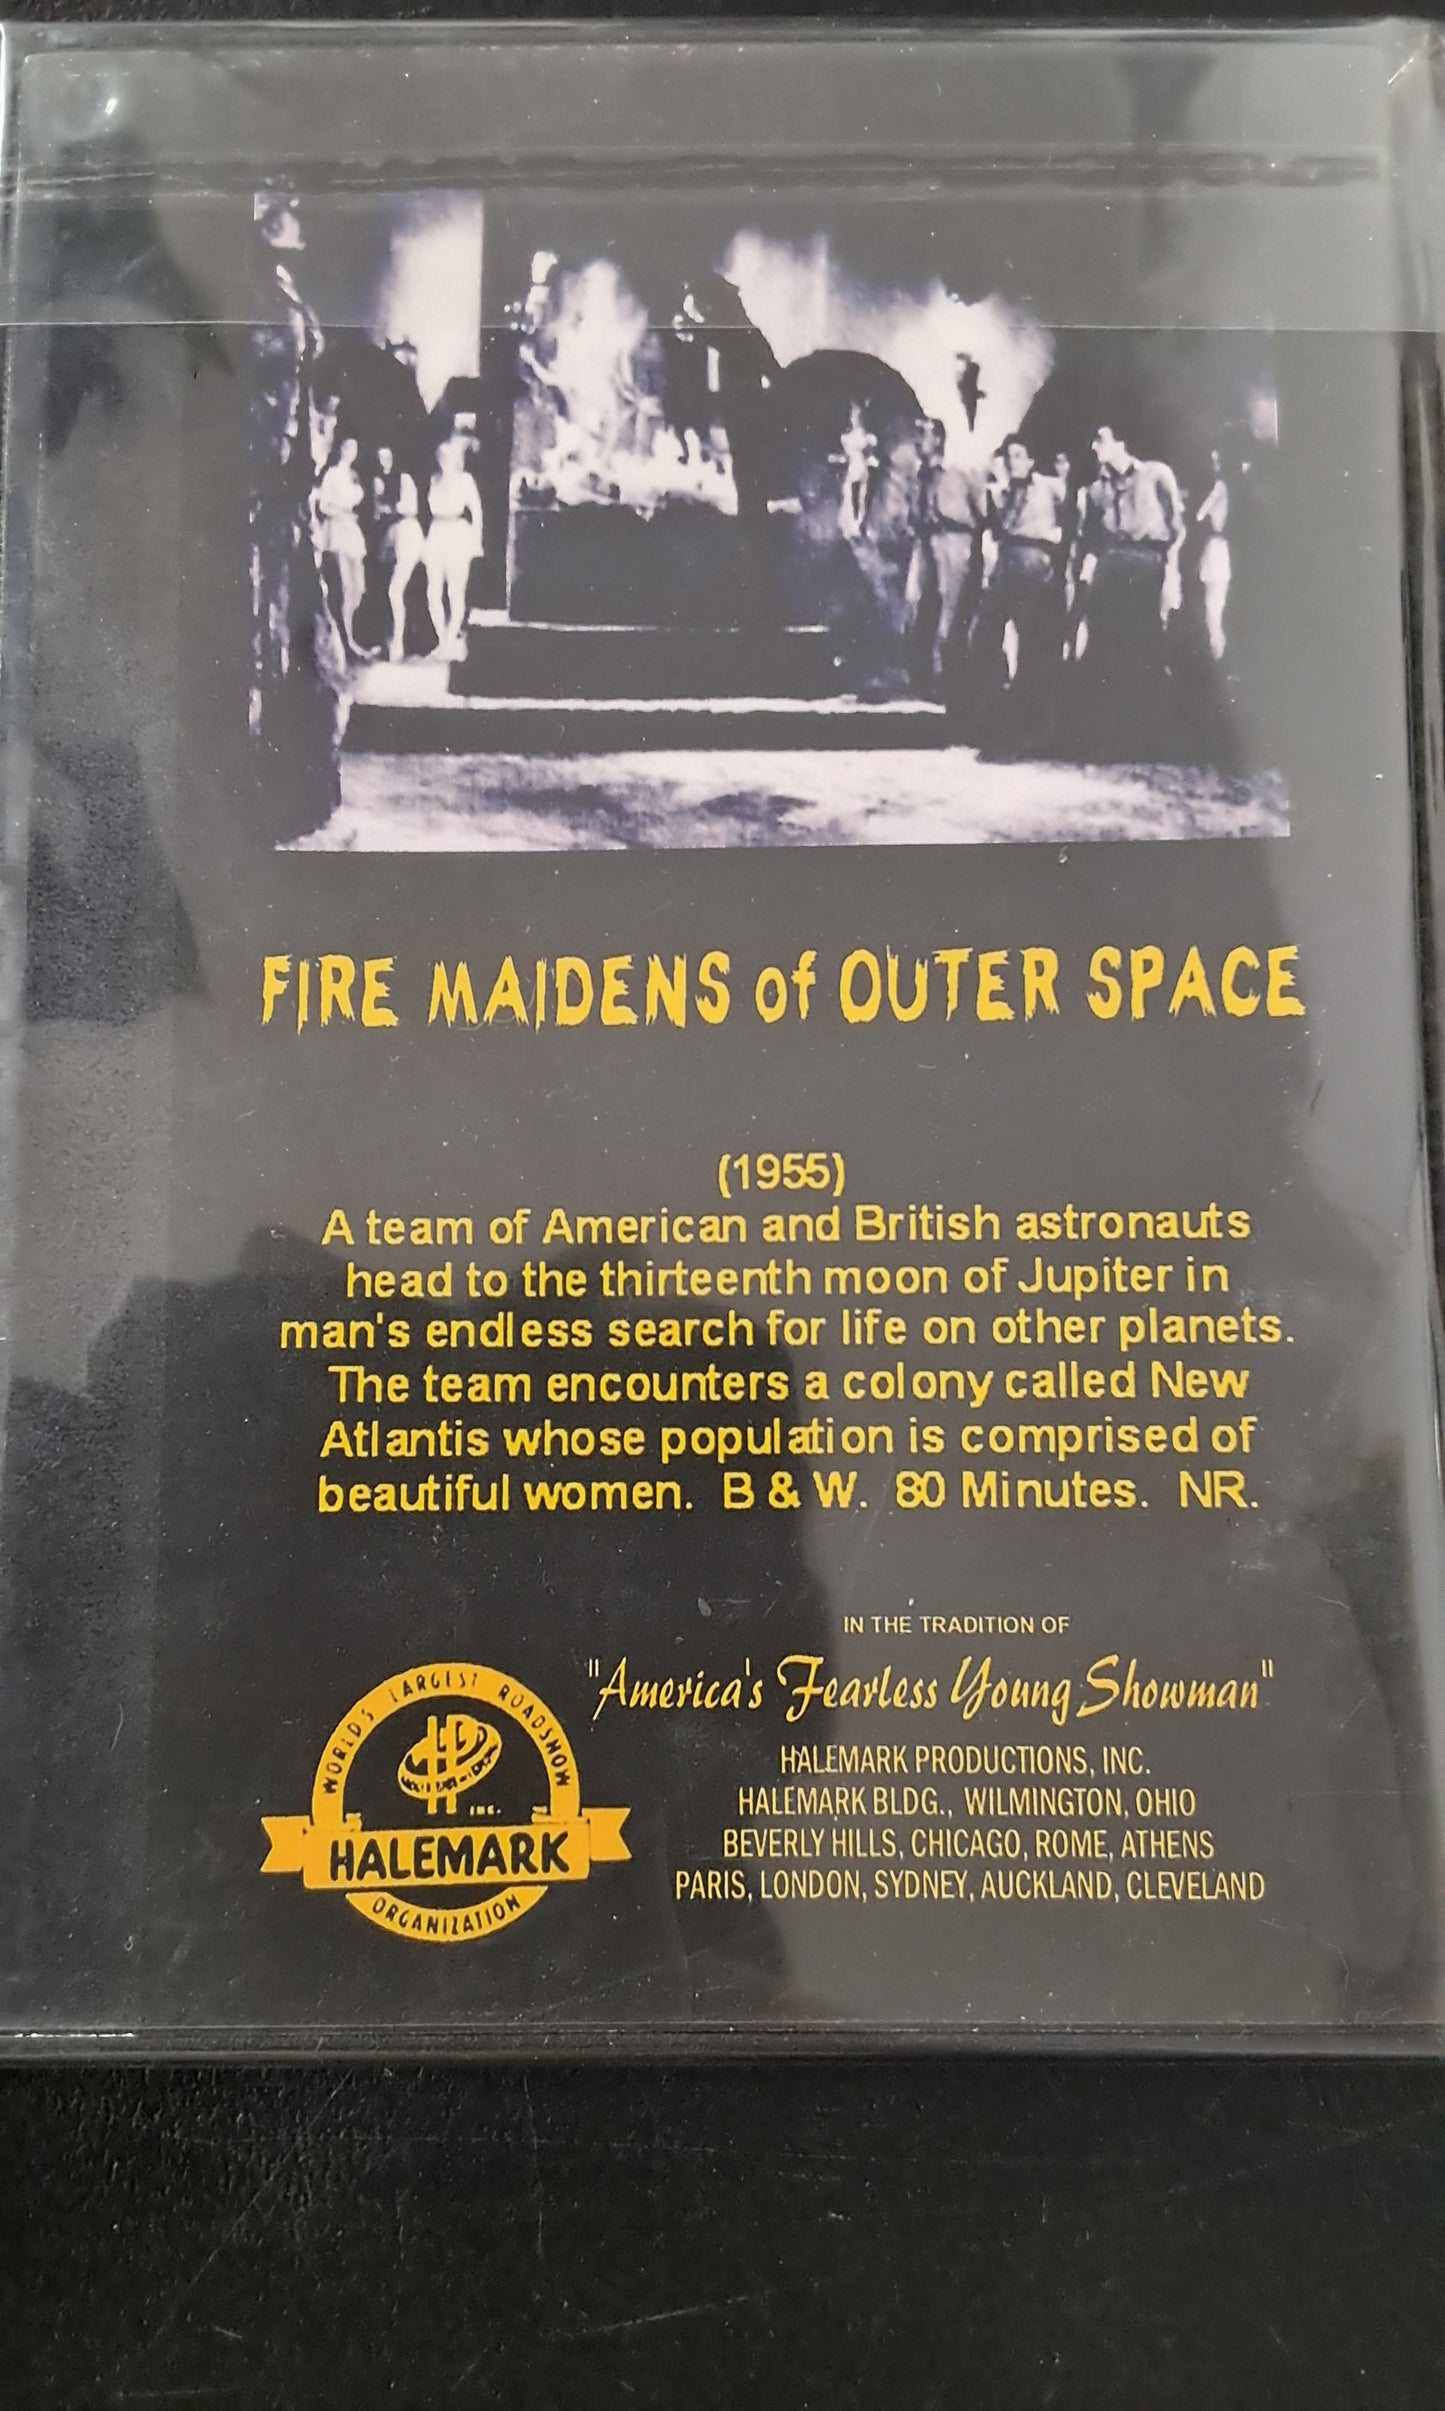 FIRE MAIDENS of OUTER SPACE
(1955)
A team of American and British astronauts
head to the thirteenth moon of Jupiter in
man's endless search for life on other planets.
The team encounters a colony called New
Atlantis whose population is comprised of
beautiful women. B & W. 80 Minutes. NR.
IN THE TRADITION OF
"America's Fearless Young Showman"
HALEMARK PRODUCTIONS, INC.
HALEMARK BLDG., WILMINGTON, OHIO
BEVERLY HILLS, CHICAGO, ROME, ATHENS
PARIS, LONDON, SYDNEY, AUCKLAND, CLEVELAND
WORLD'S LARGEST ROADSHOW
INC.
HALEMARK
ORGANIZATION